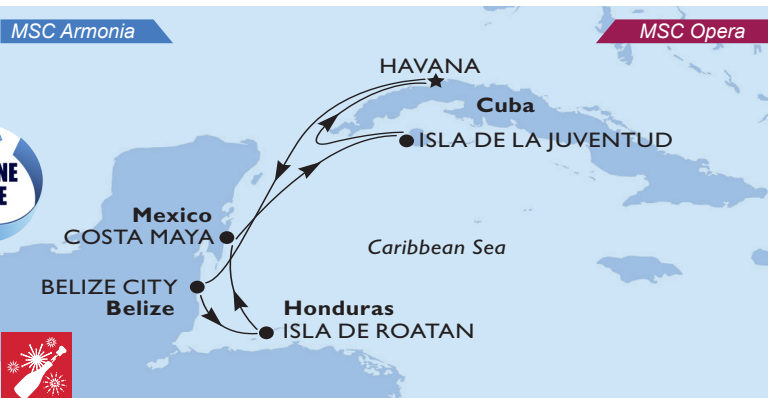 MSC Armonia
MSC Opera
HAVANA
Cuba
ISLA DE LA JUVENTUD
NE
E
Mexico
COSTA MAYA
Caribbean Sea
BELIZE CITY
Belize
Honduras
ISLA DE ROATAN